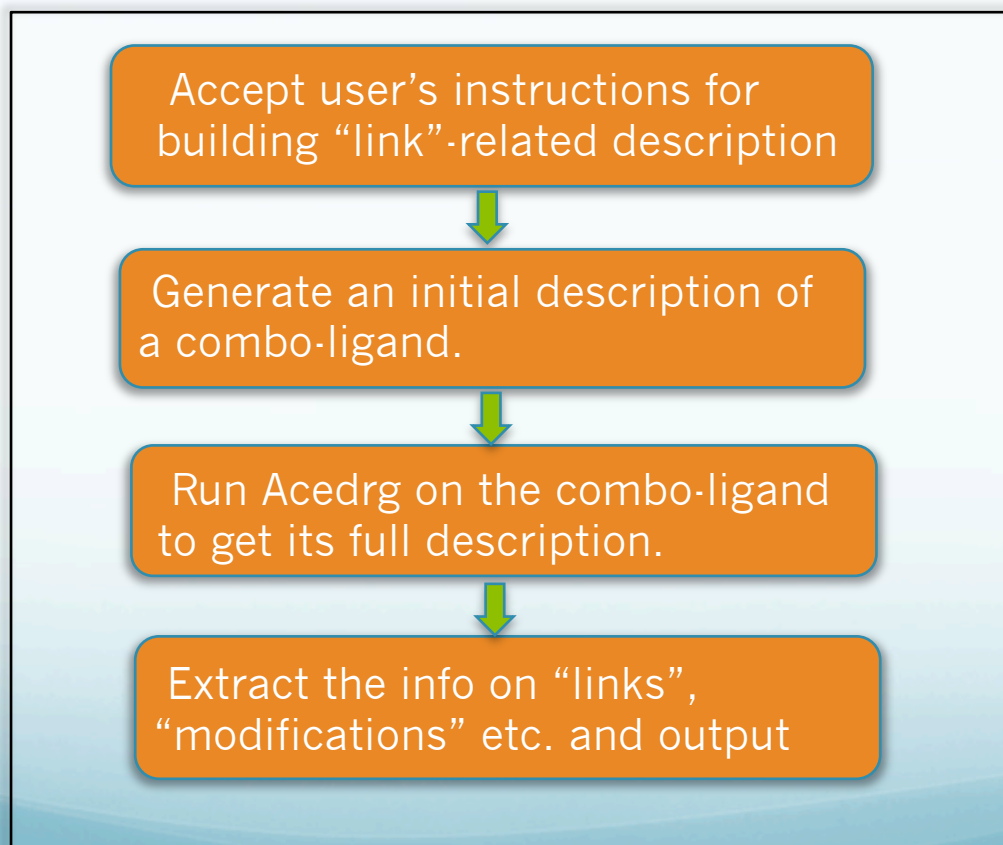 Accept user’s instructions for
building “link”-related description
Generate an initial description of
a combo-ligand.
Run Acedrg on the combo-ligand
to get its full description.
Extract the info on “links”,
“modifications” etc. and output